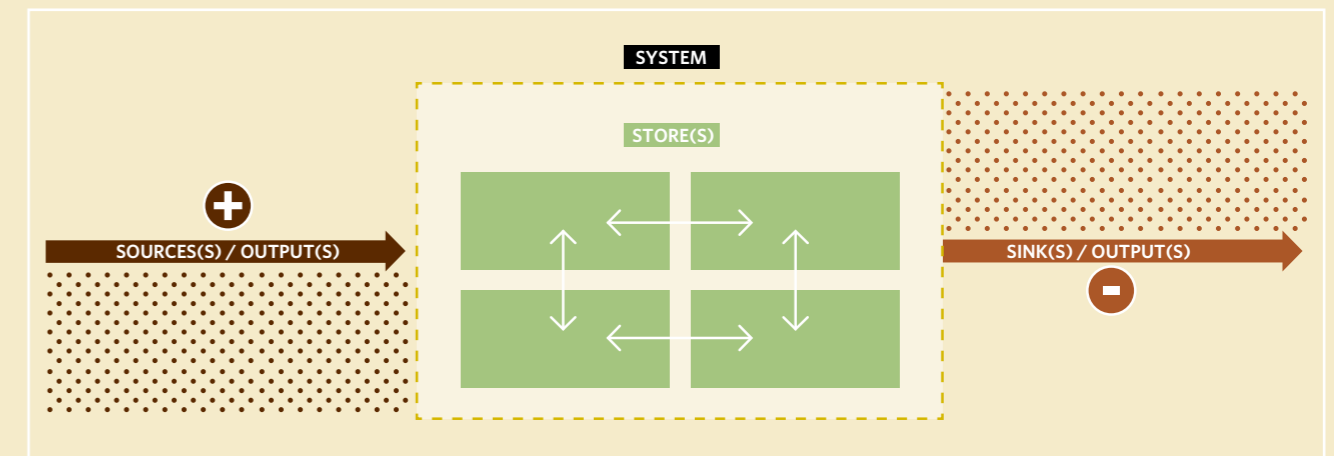 SYSTEM
STORE(S)
+
SOURCES(S) / OUTPUT(S)
SINK(S) / OUTPUT(S)
-